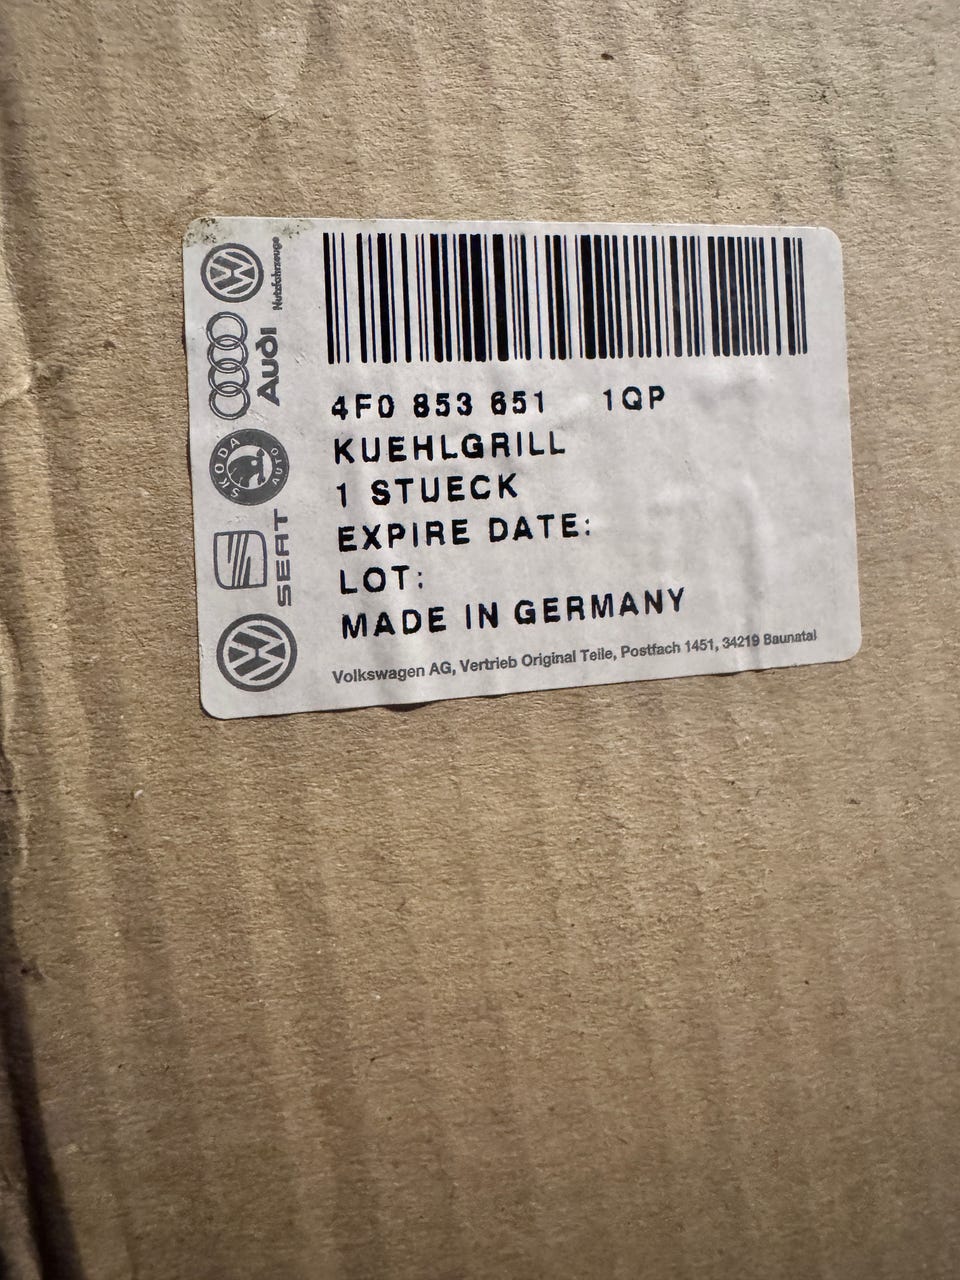 4F0 853 651 1QP
KUEHLGRILL
1 STUECK
EXPIRE DATE:
LOT:
MADE IN GERMANY
Volkswagen AG, Vertrieb Original Teile, Postfach 1451, 34219 Baunatal
Nutzfahrzeuge
Audi
SKODA
AUTO
SEAT